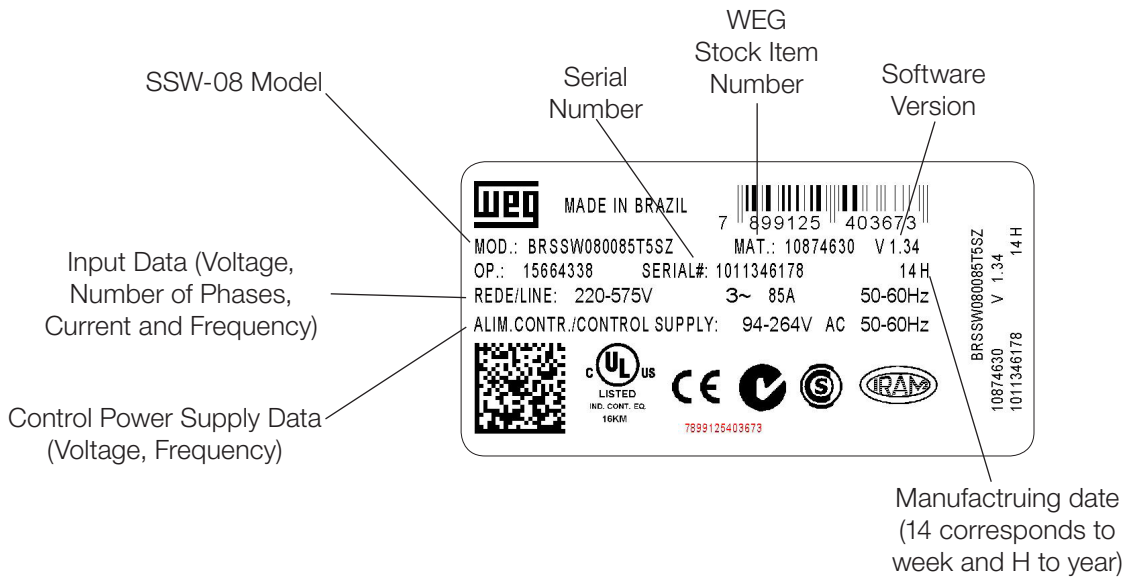 WEG
Stock Item
Number
SSW-08 Model
Serial
Number
Software
Version
Input Data (Voltage,
Number of Phases,
Current and Frequency)
Control Power Supply Data
(Voltage, Frequency)
weg MADE IN BRAZIL
7 899125 403673
MOD.: BRSSW080085T5SZ MAT.: 10874630 V 1.34
OP.: 15664338 SERIAL#: 1011346178 14H
REDE/LINE: 220-575V 3~ 85A 50-60Hz
ALIM.CONTR./CONTROL SUPPLY: 94-264V AC 50-60Hz
C UL US
LISTED
IND. CONT. EQ.
16KM
CE
S
IRAM
7899125403673
BRSSW080085T5SZ
10874630 V 1.34
1011346178 14H
Manufactruing date
(14 corresponds to
week and H to year)